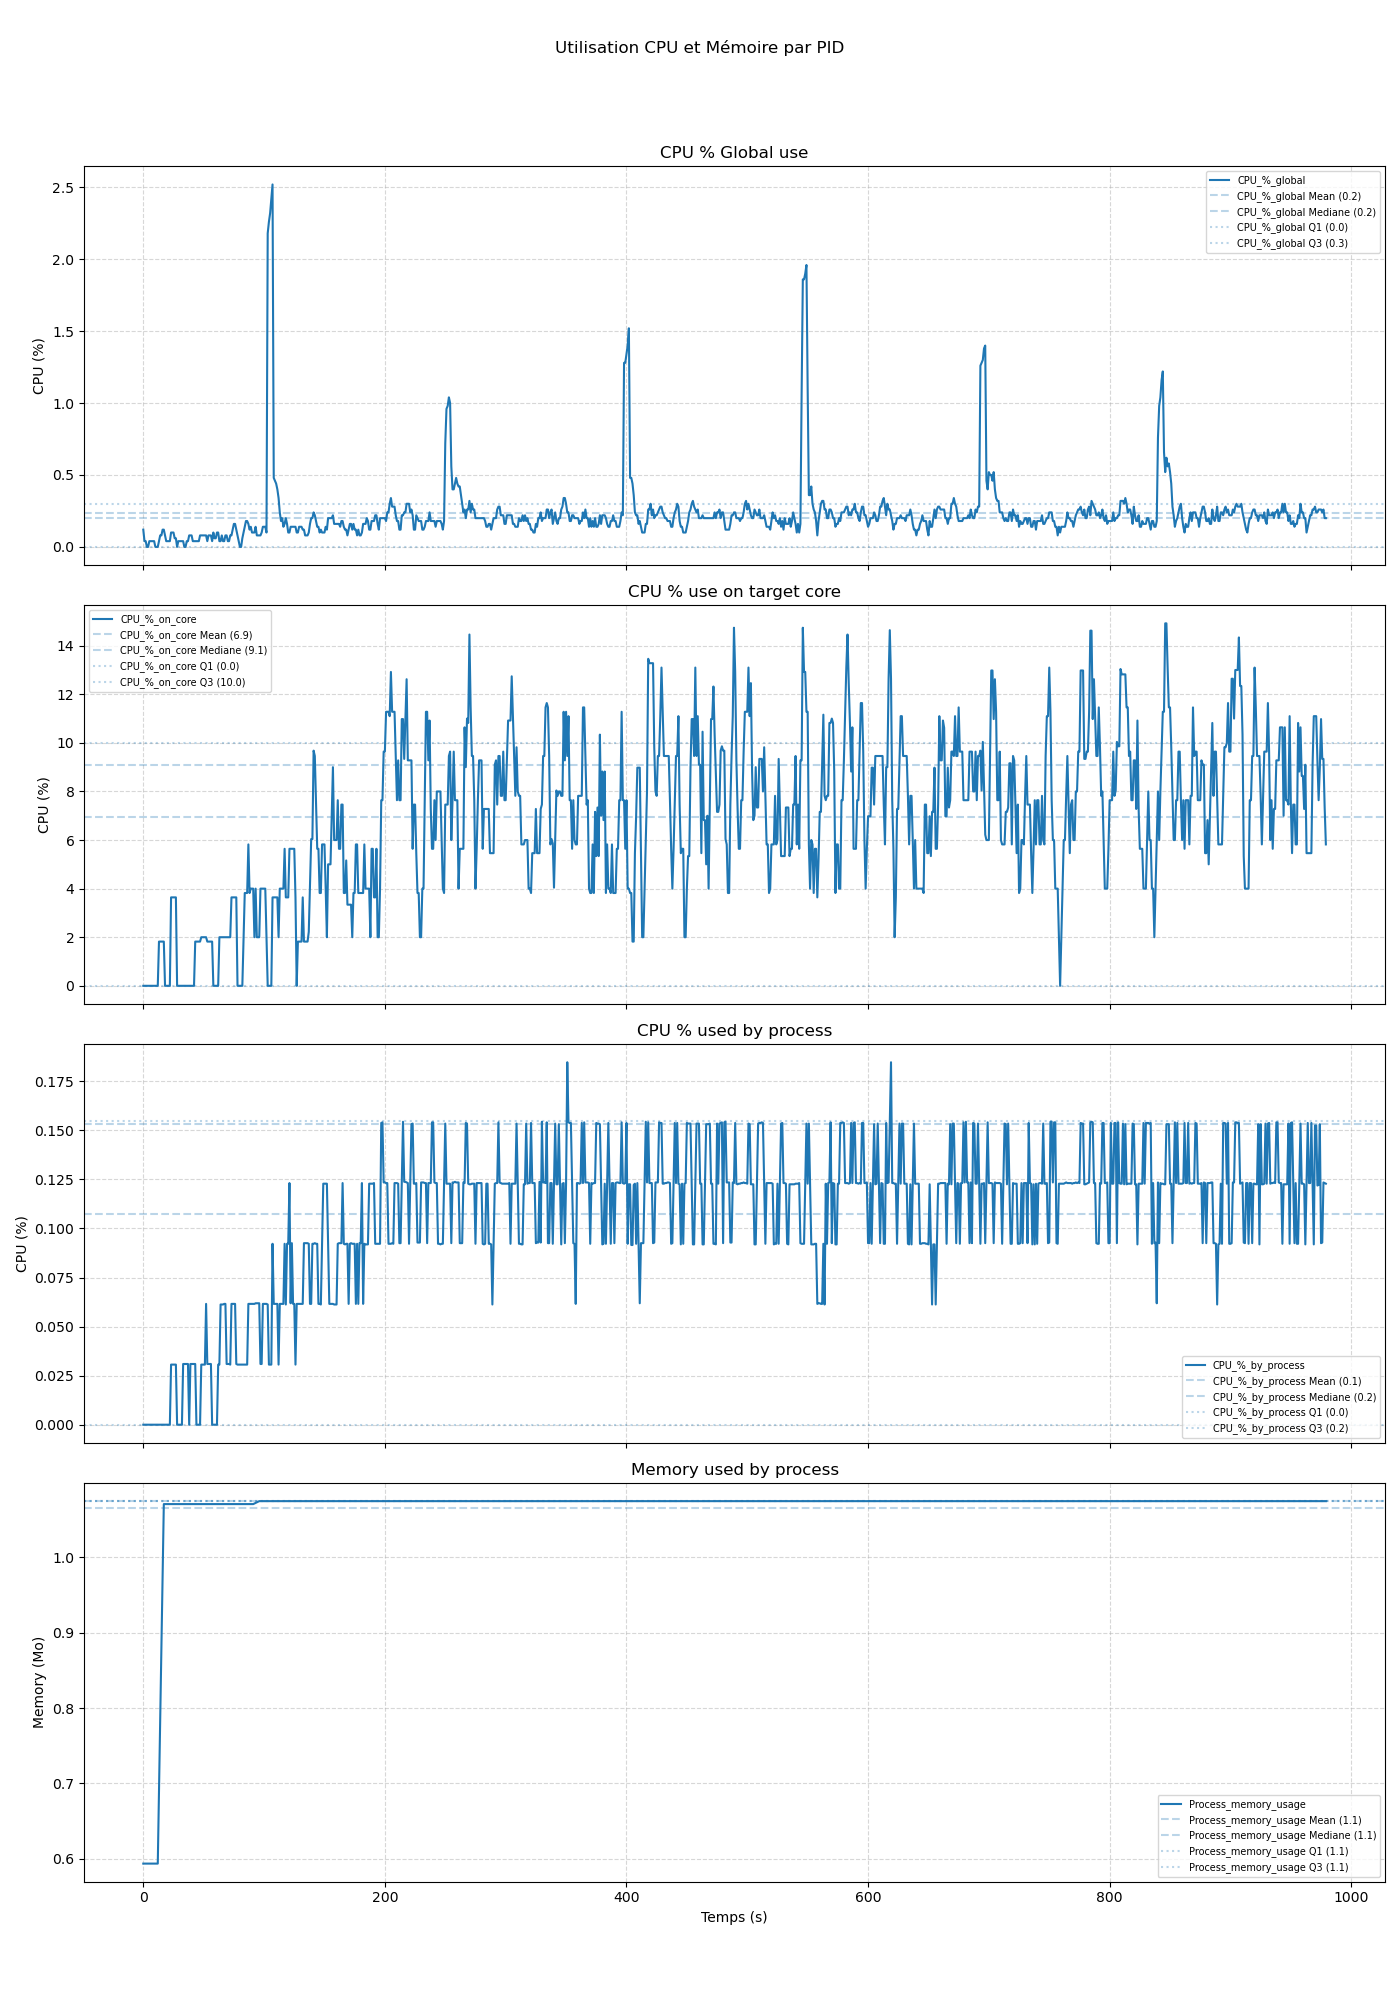 Utilisation CPU et Mémoire par PID
CPU % Global use
2.5
2.0
1.5
1.0
0.5
0.0
CPU (%)
CPU_%_global
CPU_%_global Mean (0.2)
CPU_%_global Mediane (0.2)
CPU_%_global Q1 (0.0)
CPU_%_global Q3 (0.3)
CPU % use on target core
14
12
10
8
6
4
2
0
CPU (%)
CPU_%_on_core
CPU_%_on_core Mean (6.9)
CPU_%_on_core Mediane (9.1)
CPU_%_on_core Q1 (0.0)
CPU_%_on_core Q3 (10.0)
CPU % used by process
0.175
0.150
0.125
0.100
0.075
0.050
0.025
0.000
CPU (%)
CPU_%_by_process
CPU_%_by_process Mean (0.1)
CPU_%_by_process Mediane (0.2)
CPU_%_by_process Q1 (0.0)
CPU_%_by_process Q3 (0.2)
Memory used by process
1.0
0.9
0.8
0.7
0.6
Memory (Mo)
Process_memory_usage
Process_memory_usage Mean (1.1)
Process_memory_usage Mediane (1.1)
Process_memory_usage Q1 (1.1)
Process_memory_usage Q3 (1.1)
0 200 400 600 800 1000
Temps (s)